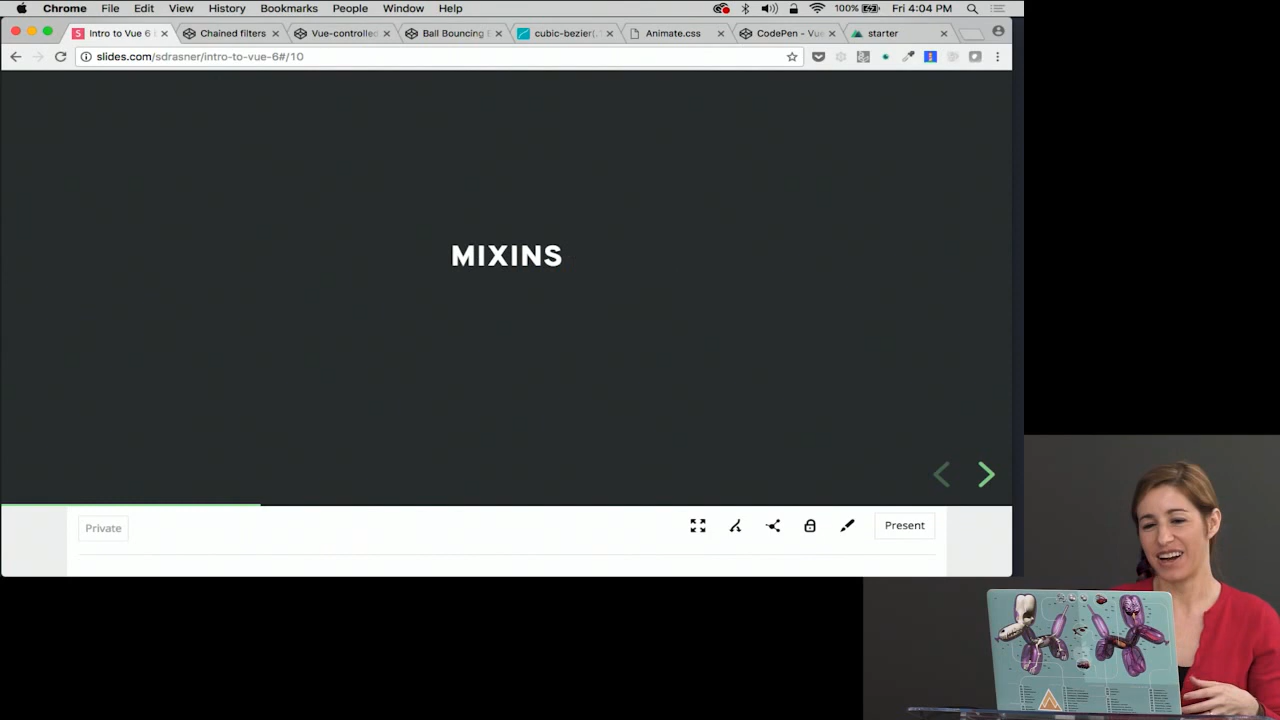 Chrome File Edit View History Bookmarks People Window Help 100% Fri 4:04 PM
Intro to Vue 6 Chained filters Vue-controlled Ball Bouncing cubic-bezier(. Animate.css CodePen - Vue starter
slides.com/sdrasner/intro-to-vue-6#/10
MIXINS
Private Present